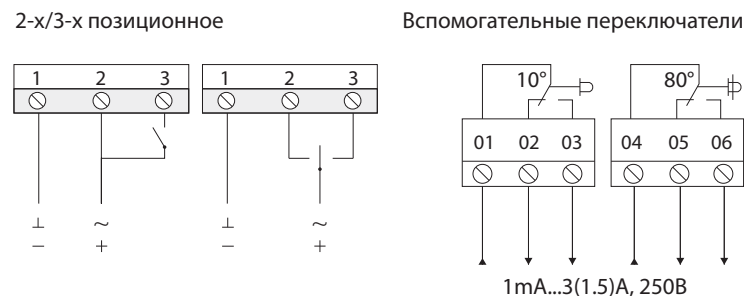 2-х/3-х позиционное
Вспомогательные переключатели
1 2 3 1 2 3
10° 80°
01 02 03 04 05 06
⊥ ~ ⊥ ~
– + – +
1mA...3(1.5)A, 250В